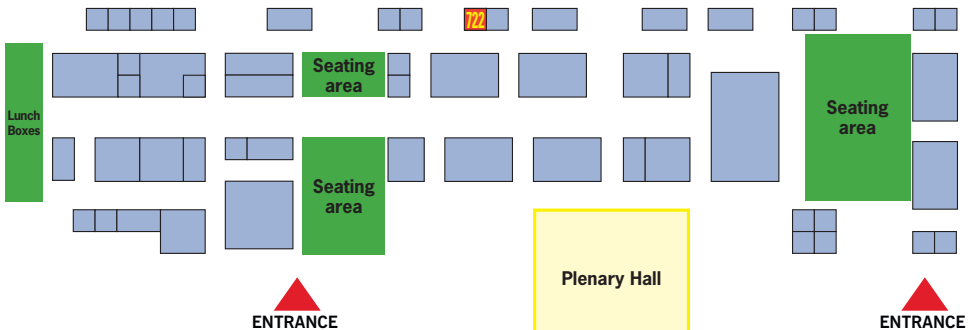 722
Seating
area
Lunch
Boxes
Seating
area
Seating
area
Plenary Hall
ENTRANCE
ENTRANCE